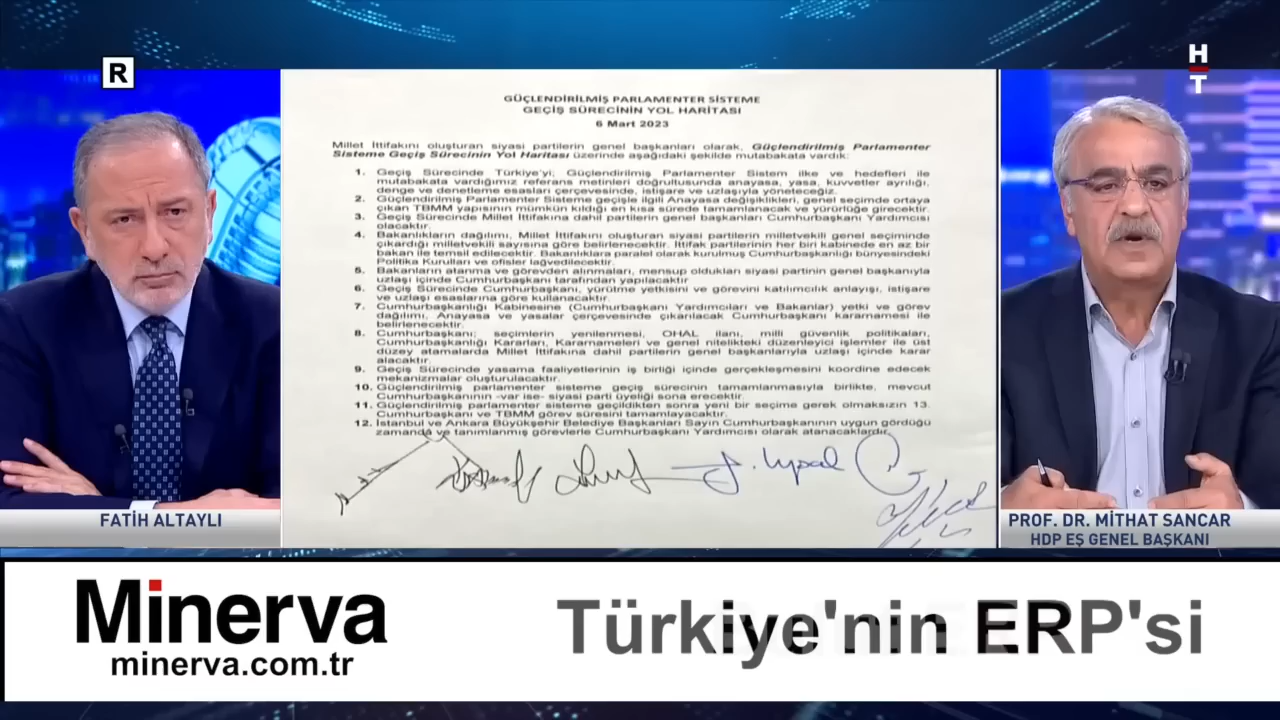 R
H
T
GÜÇLENDİRİLMİŞ PARLAMENTER SİSTEME
GEÇİŞ SÜRECİNİN YOL HARİTASI
6 Mart 2023
Millet İttifakını oluşturan siyasi partilerin genel başkanları olarak, Güçlendirilmiş Parlamenter
Sisteme Geçiş Sürecinin Yol Haritası üzerinde aşağıdaki şekilde mutabakata vardık:
1. Geçiş Sürecinde Türkiye'yi; Güçlendirilmiş Parlamenter Sistem ilke ve hedefleri ile
mutabakata vardığımız referans metinleri doğrultusunda anayasa, yasa, kuvvetler ayrılığı,
denge ve denetleme esasları çerçevesinde, istişare ve uzlaşıyla yöneteceğiz.
2. Güçlendirilmiş Parlamenter Sisteme geçişle ilgili Anayasa değişiklikleri, genel seçimde ortaya
çıkan TBMM yapısının mümkün kıldığı en kısa sürede tamamlanacak ve yürürlüğe girecektir.
3. Geçiş Sürecinde Millet İttifakına dahil partilerin genel başkanları Cumhurbaşkanı Yardımcısı
olacaktır.
4. Bakanlıkların dağılımı, Millet İttifakını oluşturan siyasi partilerin milletvekili genel seçiminde
çıkardığı milletvekili sayısına göre belirlenecektir. İttifak partilerinin her biri kabinede en az bir
bakan ile temsil edilecektir. Bakanlıklara paralel olarak kurulmuş Cumhurbaşkanlığı bünyesindeki
Politika Kurulları ve ofisler lağvedilecektir.
5. Bakanların atanma ve görevden alınmaları, mensup oldukları siyasi partinin genel başkanıyla
uzlaşı içinde Cumhurbaşkanı tarafından yapılacaktır
6. Geçiş Sürecinde Cumhurbaşkanı, yürütme yetkisini ve görevini katılımcılık anlayışı, istişare
ve uzlaşı esaslarına göre kullanacaktır.
7. Cumhurbaşkanlığı Kabinesine (Cumhurbaşkanı Yardımcıları ve Bakanlar) yetki ve görev
dağılımı, Anayasa ve yasalar çerçevesinde çıkarılacak Cumhurbaşkanı kararnamesi ile
belirlenecektir.
8. Cumhurbaşkanı; seçimlerin yenilenmesi, OHAL ilanı, milli güvenlik politikaları,
Cumhurbaşkanlığı Kararları, Kararnameleri ve genel nitelikteki düzenleyici işlemler ile üst
düzey atamalarda Millet İttifakına dahil partilerin genel başkanlarıyla uzlaşı içinde karar
alacaktır.
9. Geçiş Sürecinde yasama faaliyetlerinin iş birliği içinde gerçekleşmesini koordine edecek
mekanizmalar oluşturulacaktır.
10. Güçlendirilmiş parlamenter sisteme geçiş sürecinin tamamlanmasıyla birlikte, mevcut
Cumhurbaşkanının -var ise- siyasi parti üyeliği sona erecektir.
11. Güçlendirilmiş parlamenter sisteme geçildikten sonra yeni bir seçime gerek olmaksızın 13.
Cumhurbaşkanı ve TBMM görev süresini tamamlayacaktır.
12. İstanbul ve Ankara Büyükşehir Belediye Başkanları Sayın Cumhurbaşkanının uygun gördüğü
zamanda ve tanımlanmış görevlerle Cumhurbaşkanı Yardımcısı olarak atanacaklardır.
FATİH ALTAYLI
PROF. DR. MİTHAT SANCAR
HDP EŞ GENEL BAŞKANI
Minerva
minerva.com.tr
Türkiye'nin ERP'si